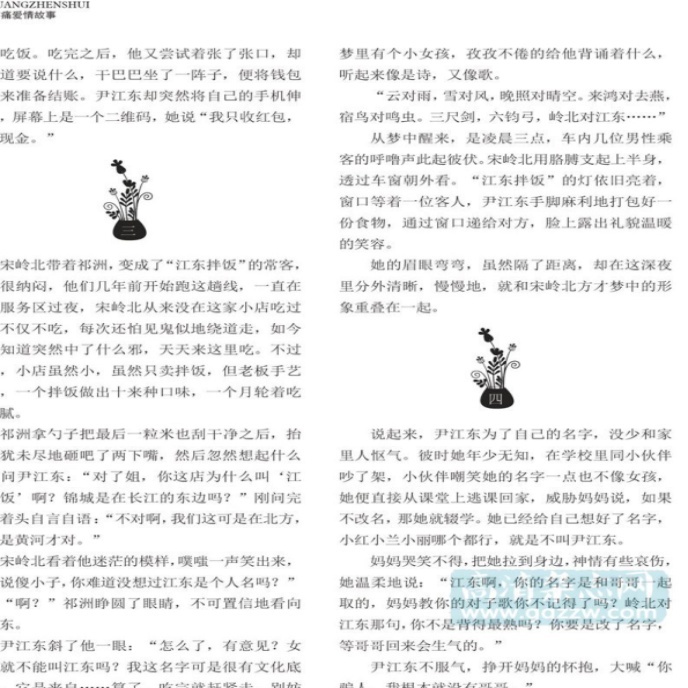 UANGZHENSHUI
痛爱情故事
吃饭。吃完之后，他又尝试着张了张口，却
道要说什么，干巴巴坐了一阵子，便将钱包
来准备结账。尹江东却突然将自己的手机伸
，屏幕上是一个二维码，她说“我只收红包，
现金。”
三
宋岭北带着祁洲，变成了“江东拌饭”的常客，
很纳闷，他们几年前开始跑这趟线，一直在
服务区过夜，宋岭北从来没在这家小店吃过
不仅不吃，每次还怕见鬼似地绕道走，如今
知道突然中了什么邪，天天来这里吃。不过
，小店虽然小，虽然只卖拌饭，但老板手艺
，一个拌饭做出十来种口味，一个月轮着吃
腻。
祁洲拿勺子把最后一粒米也刮干净之后，抬
犹未尽地砸吧了两下嘴，然后忽然想起什么
问尹江东：“对了姐，你这店为什么叫‘江
饭’啊？锦城是在长江的东边吗？”刚问完
着头自言自语：“不对啊，我们这可是在北方，
是黄河才对。”
宋岭北看着他迷茫的模样，噗嗤一声笑出来，
说傻小子，你难道没想过江东是个人名吗？”
“啊？”祁洲睁圆了眼睛，不可置信地看向
东。
尹江东斜了他一眼：“怎么了，有意见？女
就不能叫江东吗？我这名字可是很有文化底
梦里有个小女孩，孜孜不倦的给他背诵着什么，
听起来像是诗，又像歌。
“云对雨，雪对风，晚照对晴空。来鸿对去燕，
宿鸟对鸣虫。三尺剑，六钧弓，岭北对江东……”
从梦中醒来，是凌晨三点，车内几位男性乘
客的呼噜声此起彼伏。宋岭北用胳膊支起上半身，
透过车窗朝外看。“江东拌饭”的灯依旧亮着，
窗口等着一位客人，尹江东手脚麻利地打包好一
份食物，通过窗口递给对方，脸上露出礼貌温暖
的笑容。
她的眉眼弯弯，虽然隔了距离，却在这深夜
里分外清晰，慢慢地，就和宋岭北方才梦中的形
象重叠在一起。
四
说起来，尹江东为了自己的名字，没少和家
里人怄气。彼时她年少无知，在学校里同小伙伴
吵了架，小伙伴嘲笑她的名字一点也不像女孩，
她便直接从课堂上逃课回家，威胁妈妈说，如果
不改名，那她就辍学。她已经给自己想好了名字，
小红小兰小丽哪个都行，就是不叫尹江东。
妈妈哭笑不得，把她拉到身边，神情有些哀伤，
她温柔地说：“江东啊，你的名字是和哥哥一起
取的，妈妈教你的对子歌你不记得了吗？岭北对
江东那句，你不是背得最熟吗？你要是改了名字，
等哥哥回来会生气的。”
尹江东不服气，挣开妈妈的怀抱，大喊“你